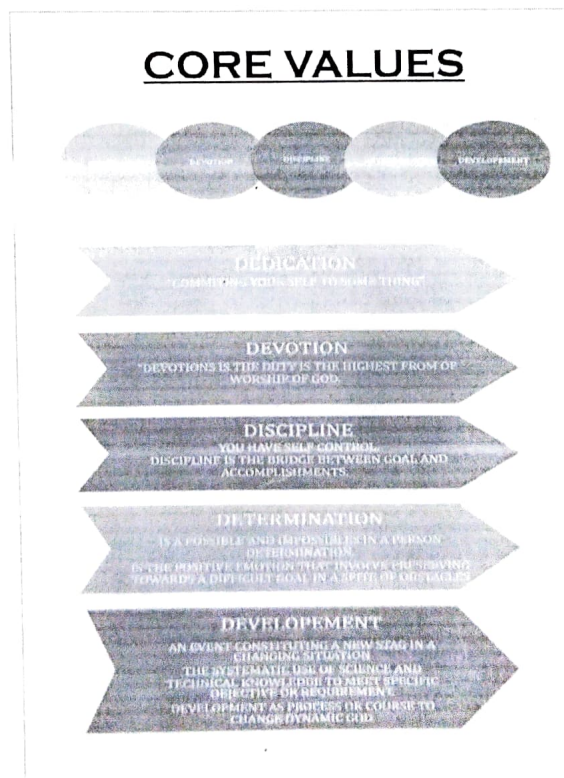 CORE VALUES
DEVOTION
DISCIPLINE
DEVELOPEMENT
DEDICATION
"COMMITING YOUR SELF TO SOME THING"
DEVOTION
"DEVOTIONS IS THE DUTY IS THE HIGHEST FROM OF
WORSHIP OF GOD.
DISCIPLINE
YOU HAVE SELF CONTROL.
DISCIPLINE IS THE BRIDGE BETWEEN GOAL AND
ACCOMPLISHMENTS.
DETERMINATION
IS A POSSIBLE AND IMPOSSIBLES IN A PERSON
DETERMINATION.
IS THE POSITIVE EMOTION THAT INVOLVE
TOWARDS A DIFFICULT GOAL IN A SPITE OF OBSTACLES
DEVELOPEMENT
AN EVENT CONSTITUTING A NEW STAG IN A
CHANGING SITUATION
THE SYSTEMATIC USE OF SCIENCE AND
TECHNICAL KNOWLEDGE TO MEET SPECIFIC
OBJECTIVE OR REQUIREMENT.
DEVELOPMENT AS PROCESS OR COURSE TO
CHANGE DYNAMIC GOD